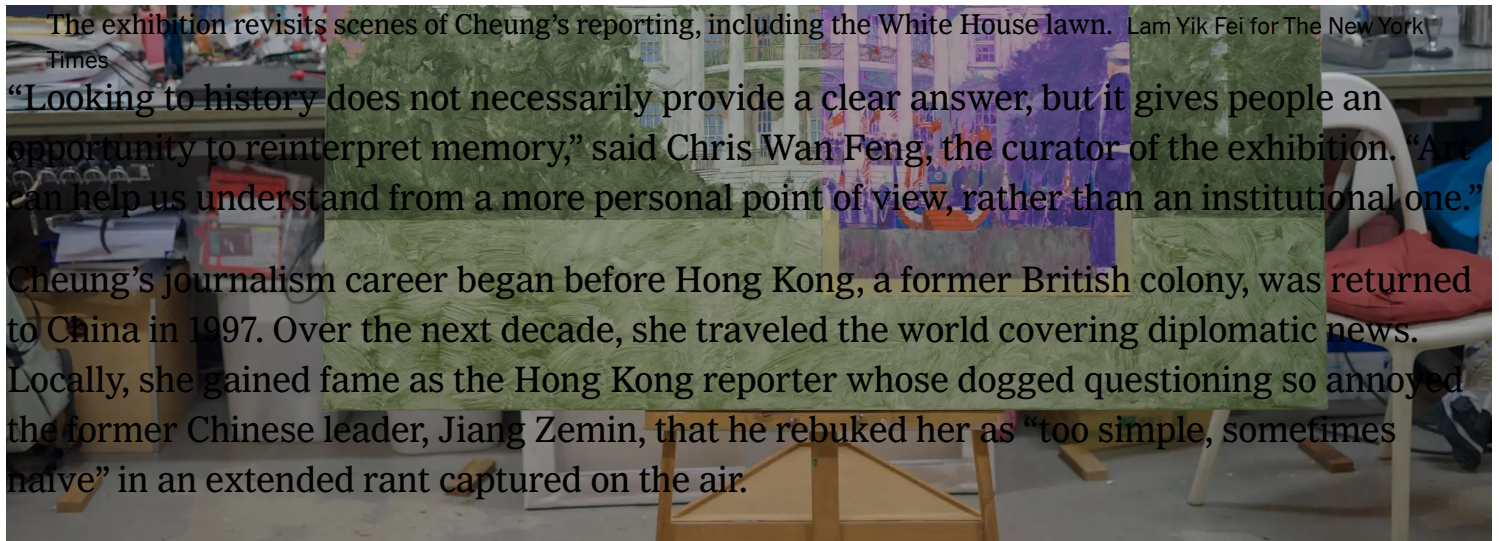 The exhibition revisits scenes of Cheung’s reporting, including the White House lawn. Lam Yik Fei for The New York
Times
“Looking to history does not necessarily provide a clear answer, but it gives people an
opportunity to reinterpret memory,” said Chris Wan Feng, the curator of the exhibition. “Art
can help us understand from a more personal point of view, rather than an institutional one.”
Cheung’s journalism career began before Hong Kong, a former British colony, was returned
to China in 1997. Over the next decade, she traveled the world covering diplomatic news.
Locally, she gained fame as the Hong Kong reporter whose dogged questioning so annoyed
the former Chinese leader, Jiang Zemin, that he rebuked her as “too simple, sometimes
naïve” in an extended rant captured on the air.